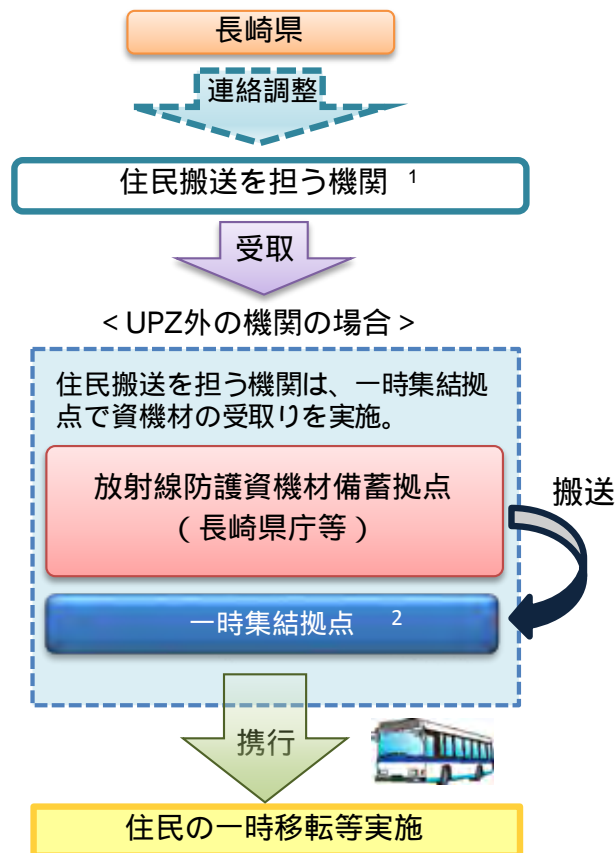 長崎県
連絡調整
住民搬送を担う機関 1
受取
＜UPZ外の機関の場合＞
住民搬送を担う機関は、一時集結拠
点で資機材の受取りを実施。
放射線防護資機材備蓄拠点
（長崎県庁等）
搬送
一時集結拠点 2
携行
住民の一時移転等実施